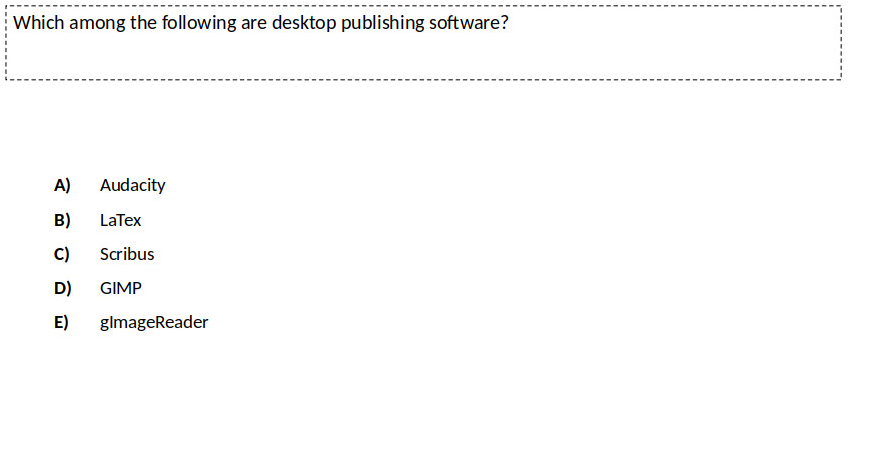 Which among the following are desktop publishing software?
A) Audacity
B) LaTex
C) Scribus
D) GIMP
E) gImageReader